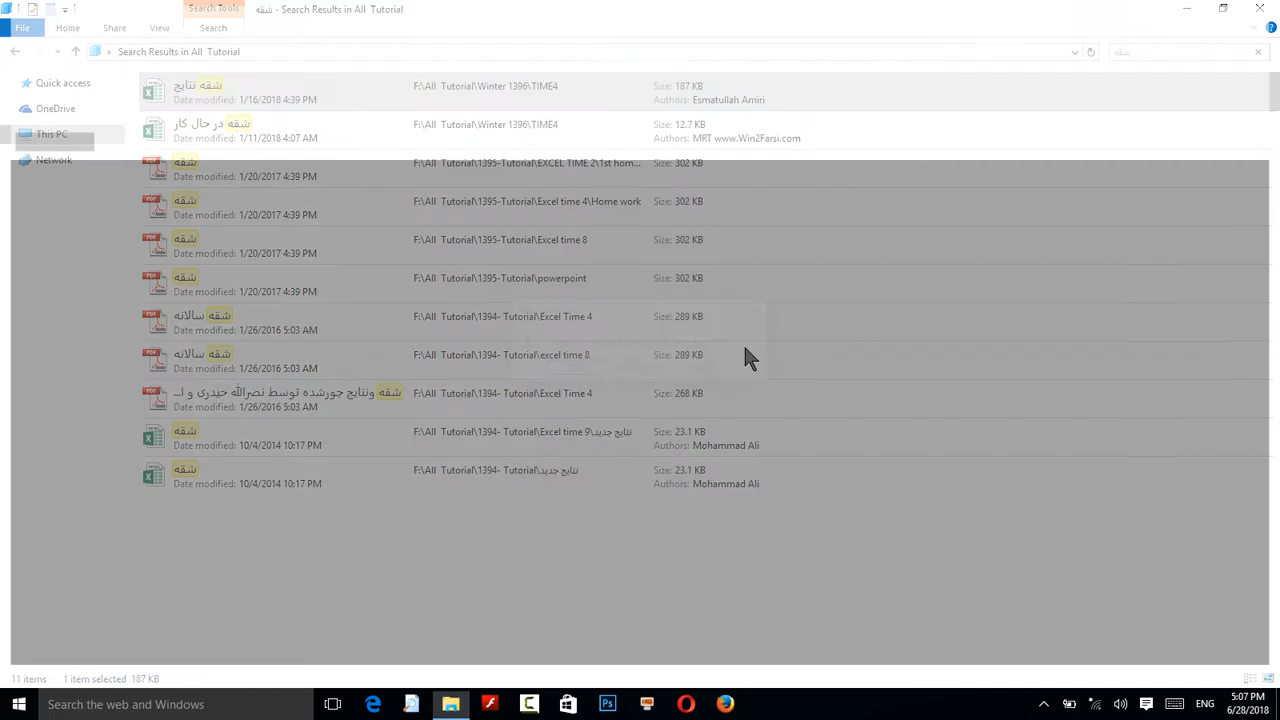 Search Tools
شقه - Search Results in All Tutorial
File Home Share View Search
Search Results in All Tutorial
شقه
Quick access
OneDrive
This PC
Network
شقه نتایج
Date modified: 1/16/2018 4:39 PM
F:\All Tutorial\Winter 1396\TIME4
Size: 187 KB
Authors: Esmatullah Amiri
شقه در حال کار
Date modified: 1/11/2018 4:07 AM
F:\All Tutorial\Winter 1396\TIME4
Size: 12.7 KB
Authors: MRT www.Win2Farsi.com
شقه
Date modified: 1/20/2017 4:39 PM
F:\All Tutorial\1395-Tutorial\EXCEL TIME 2\1st hom...
Size: 302 KB
شقه
Date modified: 1/20/2017 4:39 PM
F:\All Tutorial\1395-Tutorial\Excel time 4\Home work
Size: 302 KB
شقه
Date modified: 1/20/2017 4:39 PM
F:\All Tutorial\1395-Tutorial\Excel time 8
Size: 302 KB
شقه
Date modified: 1/20/2017 4:39 PM
F:\All Tutorial\1395-Tutorial\powerpoint
Size: 302 KB
شقه سالانه
Date modified: 1/26/2016 5:03 AM
F:\All Tutorial\1394- Tutorial\Excel Time 4
Size: 289 KB
شقه سالانه
Date modified: 1/26/2016 5:03 AM
F:\All Tutorial\1394- Tutorial\excel time 8
Size: 289 KB
شقه ونتایج جورشده توسط نصرالله حیدری و ا...
Date modified: 1/26/2016 5:03 AM
F:\All Tutorial\1394- Tutorial\Excel Time 4
Size: 268 KB
شقه
Date modified: 10/4/2014 10:17 PM
F:\All Tutorial\1394- Tutorial\Excel time 9\نتایج جدید
Size: 23.1 KB
Authors: Mohammad Ali
شقه
Date modified: 10/4/2014 10:17 PM
F:\All Tutorial\1394- Tutorial\نتایج جدید
Size: 23.1 KB
Authors: Mohammad Ali
11 items 1 item selected 187 KB
Search the web and Windows
ENG
5:07 PM
6/28/2018